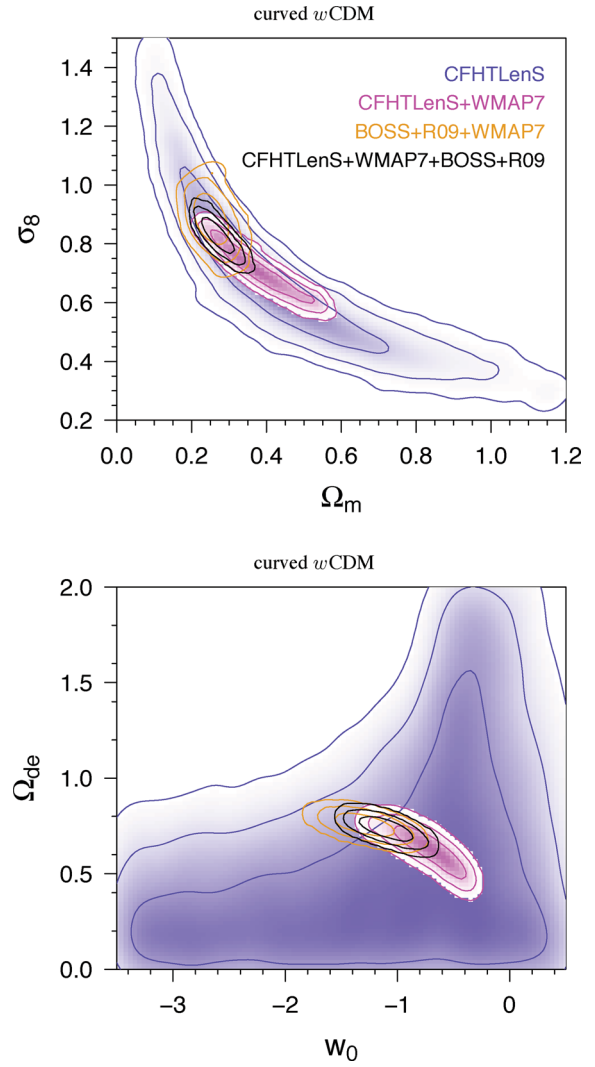 curved wCDM
CFHTLenS
CFHTLenS+WMAP7
BOSS+R09+WMAP7
CFHTLenS+WMAP7+BOSS+R09
1.4
1.2
1.0
0.8
0.6
0.4
0.2
σ8
0.0 0.2 0.4 0.6 0.8 1.0 1.2
Ωm
curved wCDM
2.0
1.5
1.0
0.5
0.0
Ωde
−3 −2 −1 0
w0